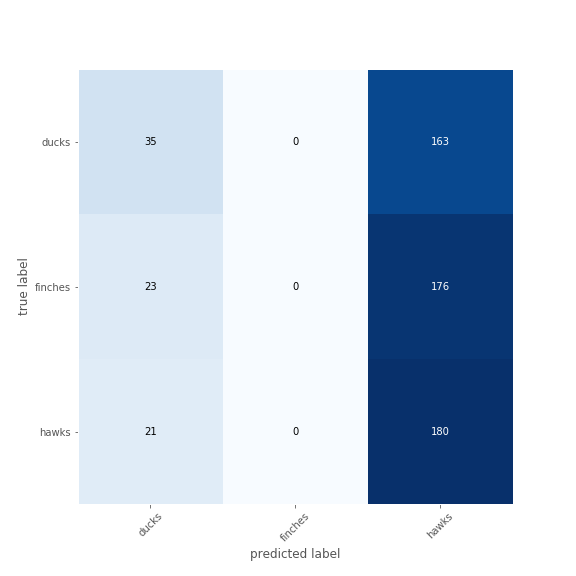 ducks 35 0 163
finches 23 0 176
hawks 21 0 180
true label
ducks finches hawks
predicted label